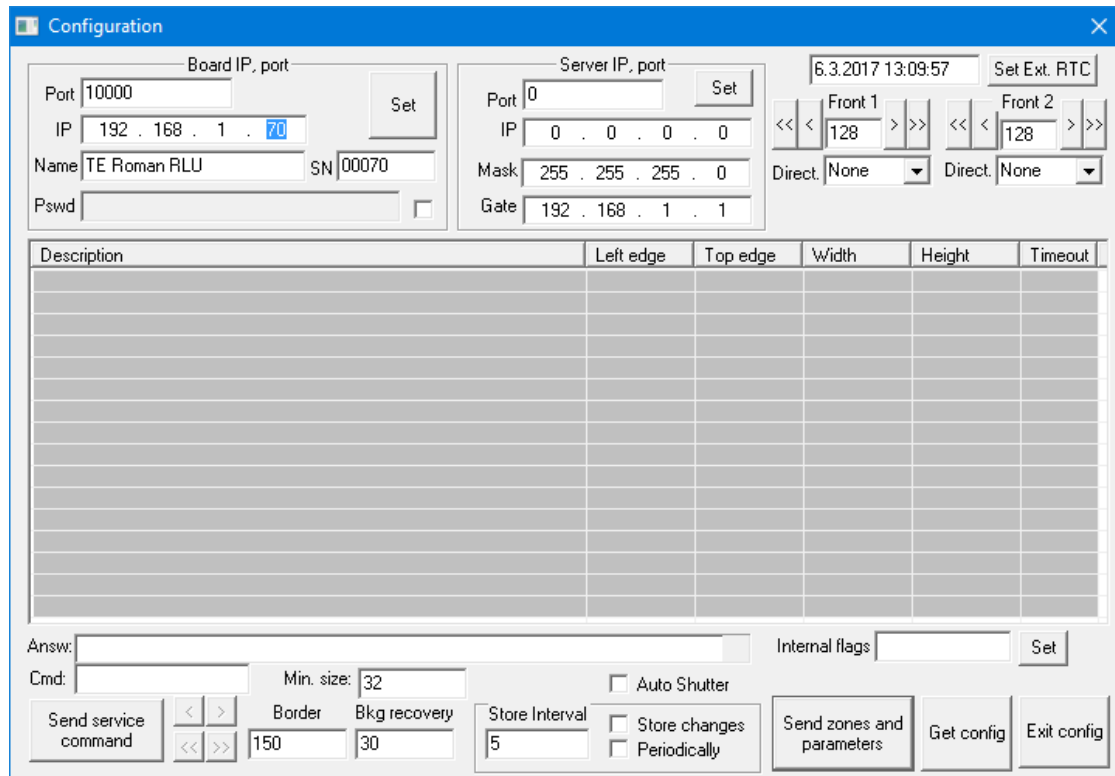 Configuration
Board IP, port
Port 10000
Set
IP 192 . 168 . 1 . 70
Name TE Roman RLU SN 00070
Pswd
Server IP, port
Port 0
Set
IP 0 . 0 . 0 . 0
Mask 255 . 255 . 255 . 0
Gate 192 . 168 . 1 . 1
6.3.2017 13:09:57 Set Ext. RTC
Front 1
<< < 128 > >>
Direct. None
Front 2
<< < 128 > >>
Direct. None
Description Left edge Top edge Width Height Timeout
Answ:
Internal flags Set
Cmd:
Min. size: 32
Auto Shutter
Send service
command
< >
<< >>
Border
150
Bkg recovery
30
Store Interval
5
Store changes
Periodically
Send zones and
parameters
Get config
Exit config